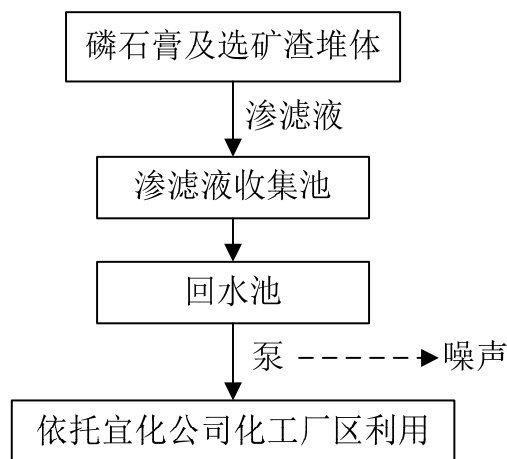 磷石膏及选矿渣堆体
渗滤液
渗滤液收集池
回水池
泵
噪声
依托宜化公司化工厂区利用